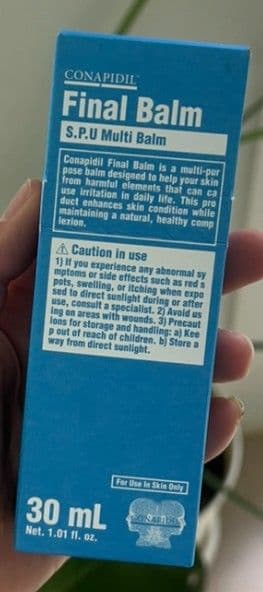 CONAPIDIL™
Final Balm
S.P.U Multi Balm
Conapidil Final Balm is a multi-pur
pose balm designed to help your skin
from harmful elements that can ca
use irritation in daily life. This pro
duct enhances skin condition while
maintaining a natural, healthy comp
lexion.
⚠ Caution in use
1) If you experience any abnormal sy
mptoms or side effects such as red s
pots, swelling, or itching when expo
sed to direct sunlight during or after
use, consult a specialist. 2) Avoid us
ing on areas with wounds. 3) Precaut
ions for storage and handling: a) Kee
p out of reach of children. b) Store a
way from direct sunlight.
For Use in Skin Only
30 mL
Net. 1.01 fl. oz.
CONAPIDIL